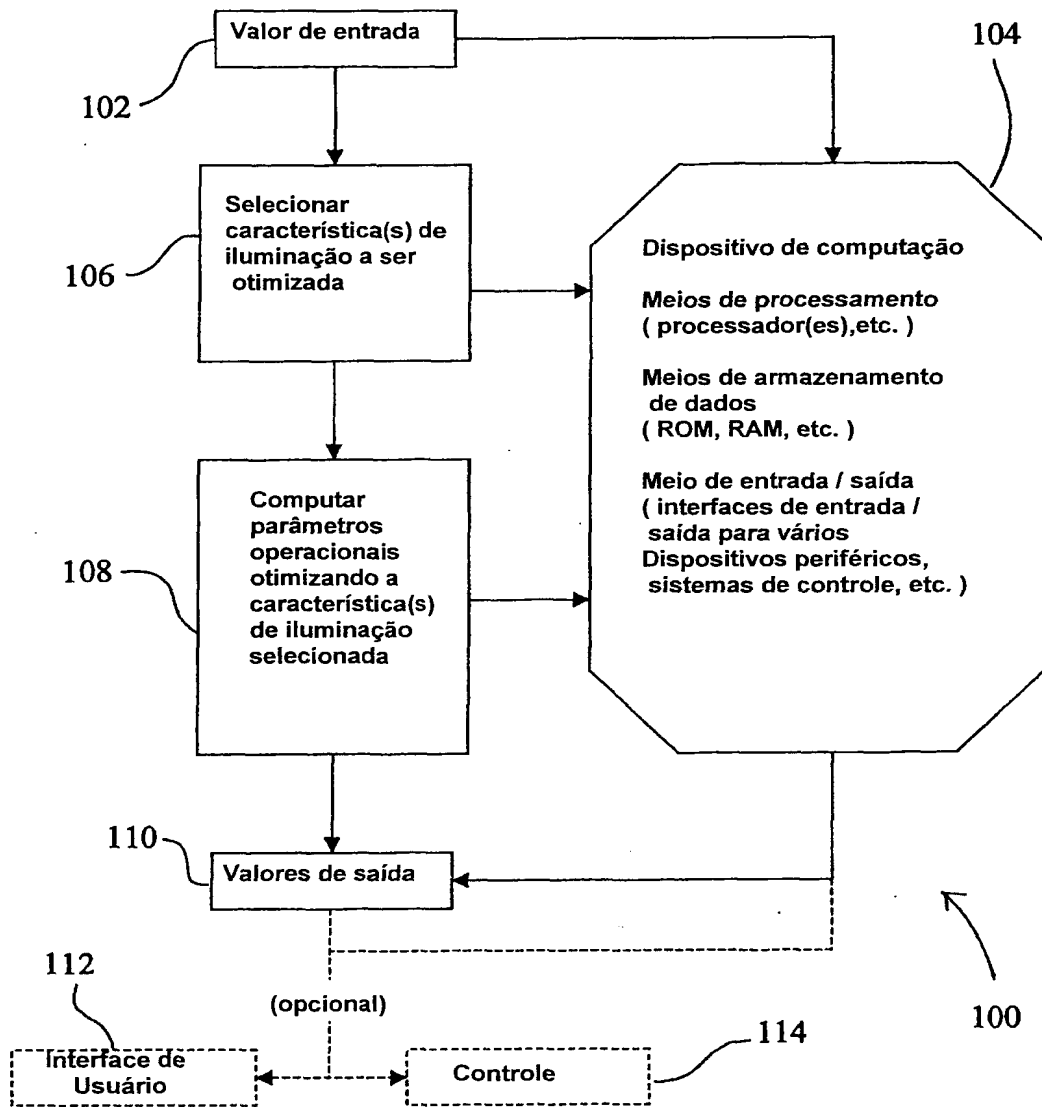 Valor de entrada
104
102
Selecionar
característica(s) de
iluminação a ser
otimizada
106
Dispositivo de computação
Meios de processamento
( processador(es),etc. )
Meios de armazenamento
de dados
( ROM, RAM, etc. )
Meio de entrada / saída
( interfaces de entrada /
saída para vários
Dispositivos periféricos,
sistemas de controle, etc. )
Computar
parâmetros
operacionais
otimizando a
característica(s)
de iluminação
selecionada
108
110
Valores de saída
112
(opcional)
100
114
Interface de
Usuário
Controle